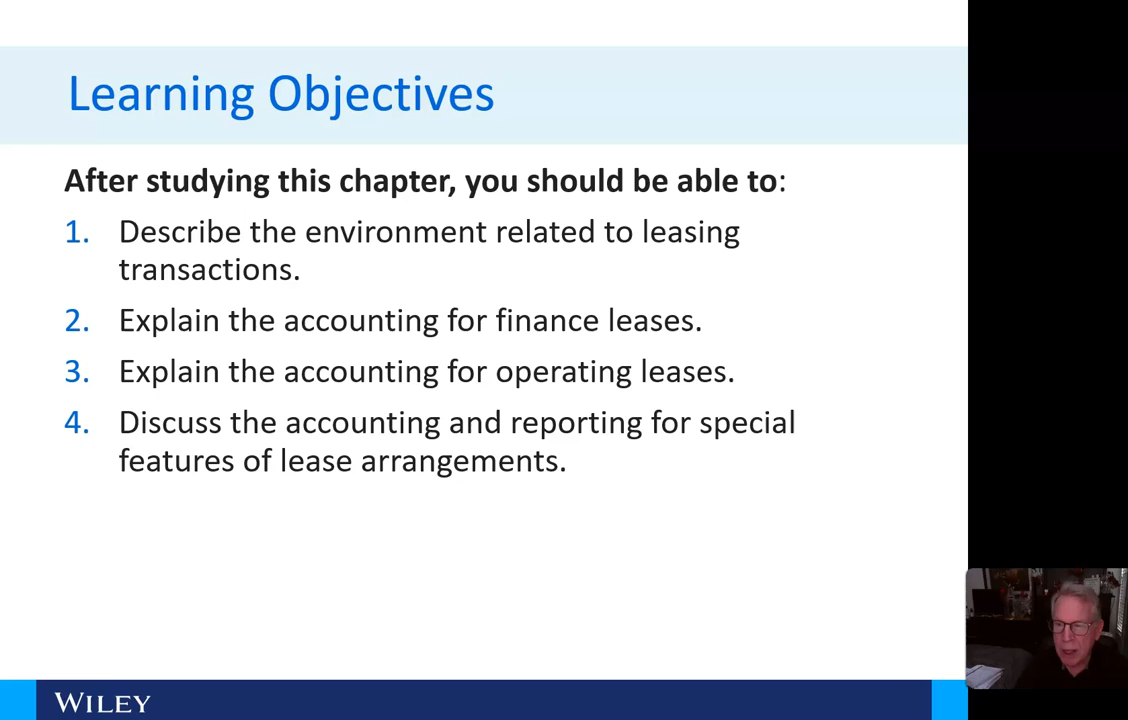 Learning Objectives
After studying this chapter, you should be able to:
1. Describe the environment related to leasing
transactions.
2. Explain the accounting for finance leases.
3. Explain the accounting for operating leases.
4. Discuss the accounting and reporting for special
features of lease arrangements.
WILEY